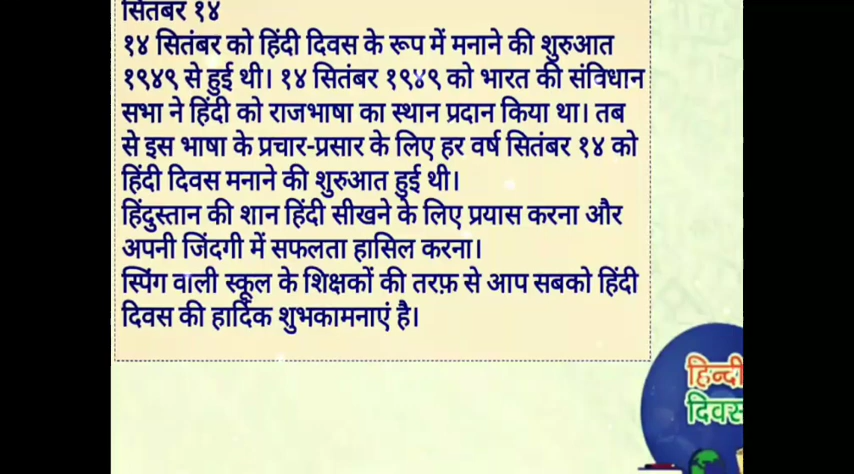 सितंबर १४
१४ सितंबर को हिंदी दिवस के रूप में मनाने की शुरुआत
१९४९ से हुई थी। १४ सितंबर १९४९ को भारत की संविधान
सभा ने हिंदी को राजभाषा का स्थान प्रदान किया था। तब
से इस भाषा के प्रचार-प्रसार के लिए हर वर्ष सितंबर १४ को
हिंदी दिवस मनाने की शुरुआत हुई थी।
हिंदुस्तान की शान हिंदी सीखने के लिए प्रयास करना और
अपनी जिंदगी में सफलता हासिल करना।
स्पिंग वाली स्कूल के शिक्षकों की तरफ़ से आप सबको हिंदी
दिवस की हार्दिक शुभकामनाएं है।
हिन्दी
दिवस